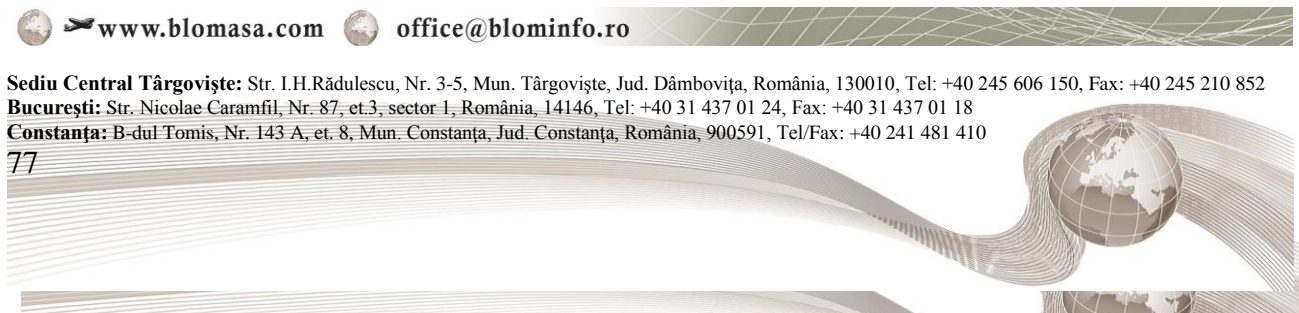 www.blomasa.com office@blominfo.ro
Sediu Central Târgovişte: Str. I.H.Rădulescu, Nr. 3-5, Mun. Târgovişte, Jud. Dâmboviţa, România, 130010, Tel: +40 245 606 150, Fax: +40 245 210 852
Bucureşti: Str. Nicolae Caramfil, Nr. 87, et.3, sector 1, România, 14146, Tel: +40 31 437 01 24, Fax: +40 31 437 01 18
Constanţa: B-dul Tomis, Nr. 143 A, et. 8, Mun. Constanţa, Jud. Constanţa, România, 900591, Tel/Fax: +40 241 481 410
77